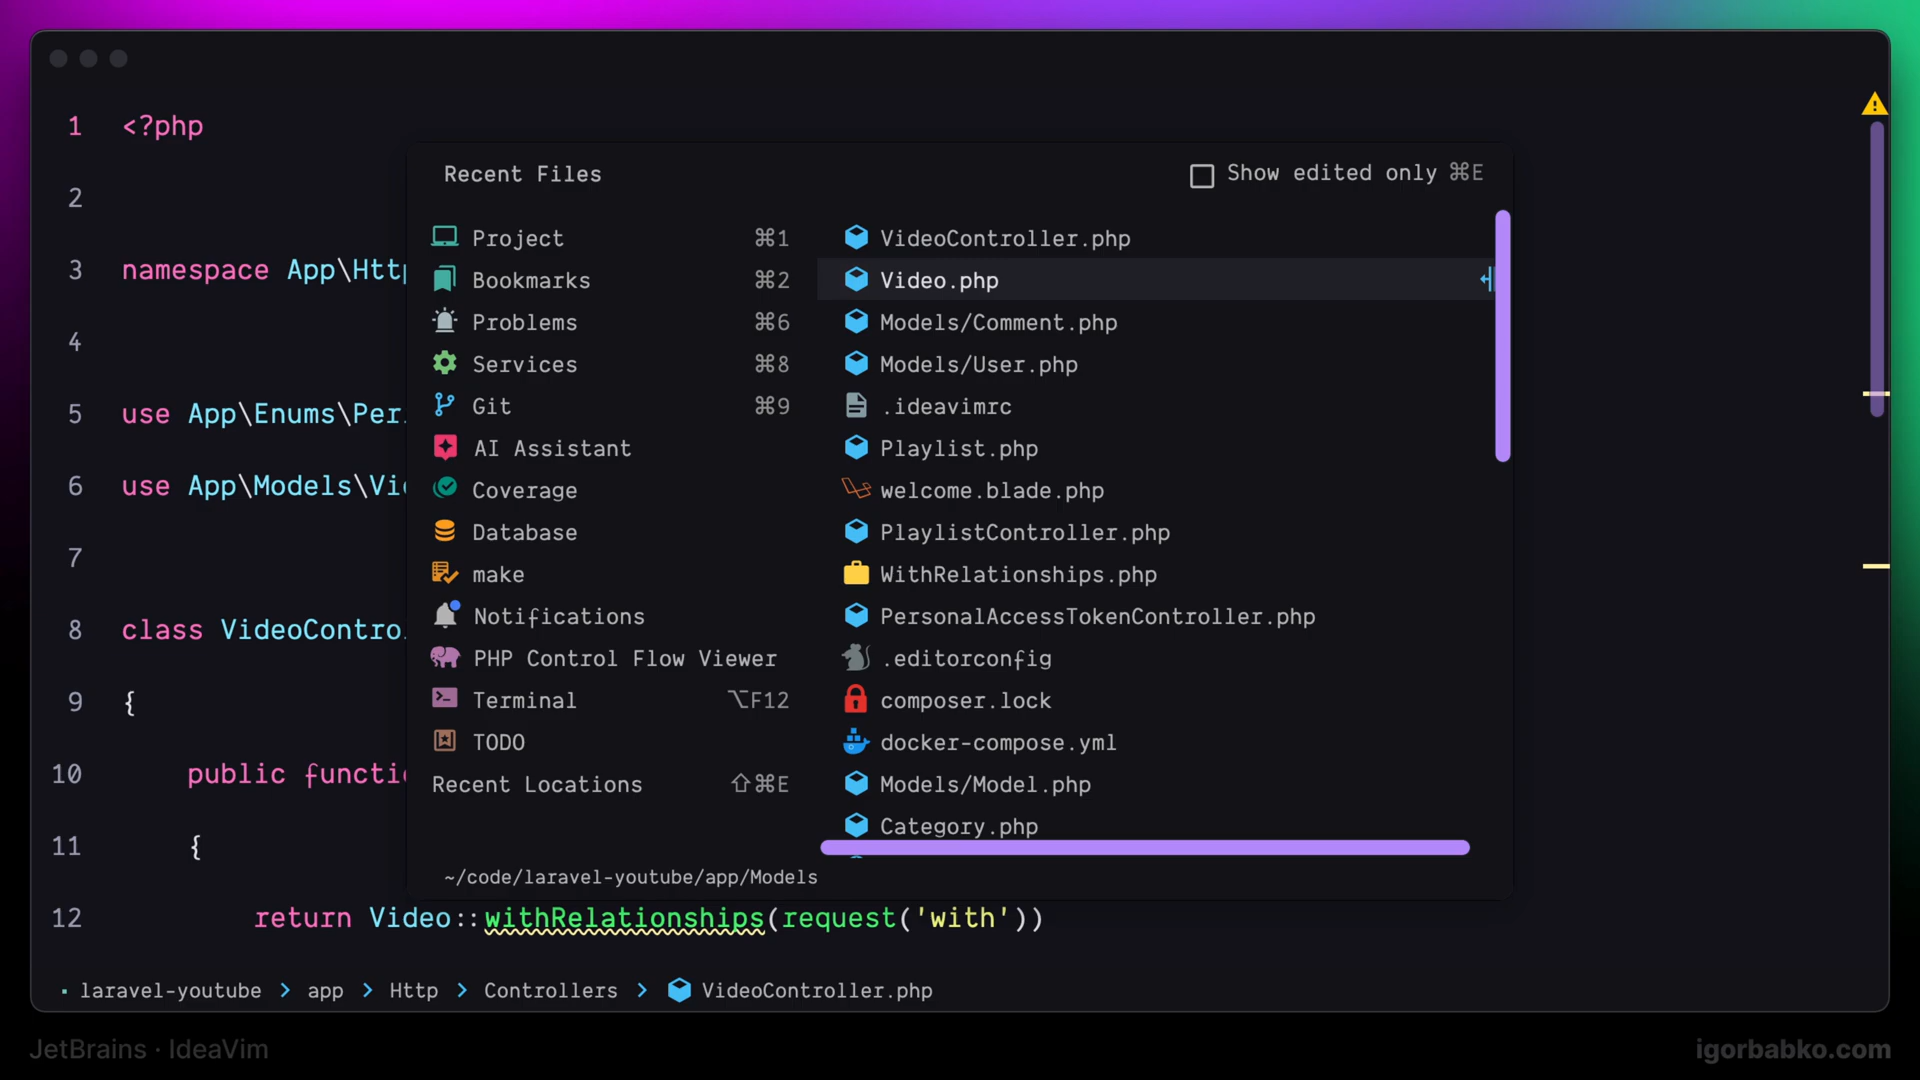 1 <?php
2
3 namespace App\Http
4
5 use App\Enums\Per
6 use App\Models\Vi
7
8 class VideoContro
9 {
10 public functi
11 {
12 return Video::withRelationships(request('with'))
Recent Files
Show edited only ⌘E
Project ⌘1
Bookmarks ⌘2
Problems ⌘6
Services ⌘8
Git ⌘9
AI Assistant
Coverage
Database
make
Notifications
PHP Control Flow Viewer
Terminal ⌥F12
TODO
Recent Locations ⇧⌘E
VideoController.php
Video.php
Models/Comment.php
Models/User.php
.ideavimrc
Playlist.php
welcome.blade.php
PlaylistController.php
WithRelationships.php
PersonalAccessTokenController.php
.editorconfig
composer.lock
docker-compose.yml
Models/Model.php
Category.php
~/code/laravel-youtube/app/Models
laravel-youtube > app > Http > Controllers > VideoController.php
JetBrains · IdeaVim
igorbabko.com